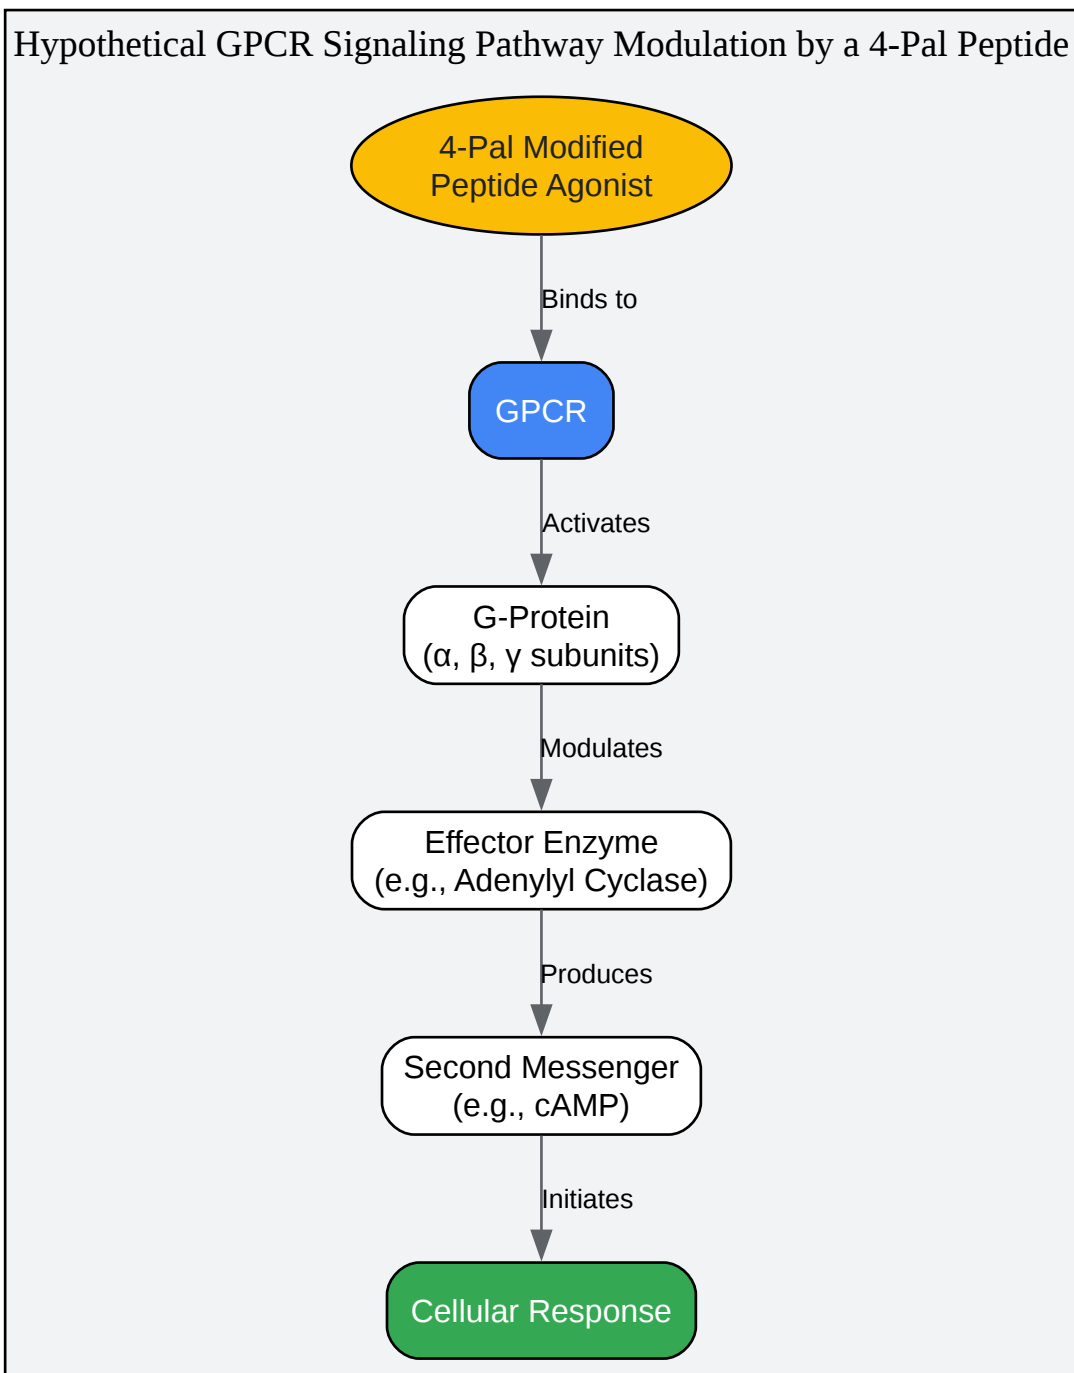 Hypothetical GPCR Signaling Pathway Modulation by a 4-Pal Peptide
4-Pal Modified
Peptide Agonist
Binds to
GPCR
Activates
G-Protein
(α, β, γ subunits)
Modulates
Effector Enzyme
(e.g., Adenylyl Cyclase)
Produces
Second Messenger
(e.g., cAMP)
Initiates
Cellular Response